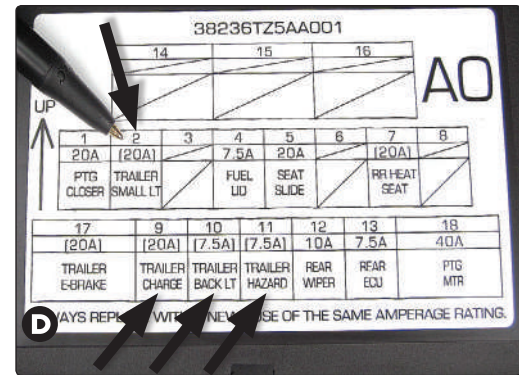 38236TZ5AA001
14 15 16
AO
UP
1 2 3 4 5 6 7 8
20A (20A) 7.5A 20A (20A)
PTG CLOSER TRAILER SMALL LT FUEL LID SEAT SLIDE RR HEAT SEAT
17 9 10 11 12 13 18
(20A) (20A) (7.5A) (7.5A) 10A 7.5A 40A
TRAILER TRAILER TRAILER TRAILER REAR REAR PTG
E-BRAKE CHARGE BACK LT HAZARD WIPER ECU MTR
D
OF THE SAME AMPERAGE RATING.